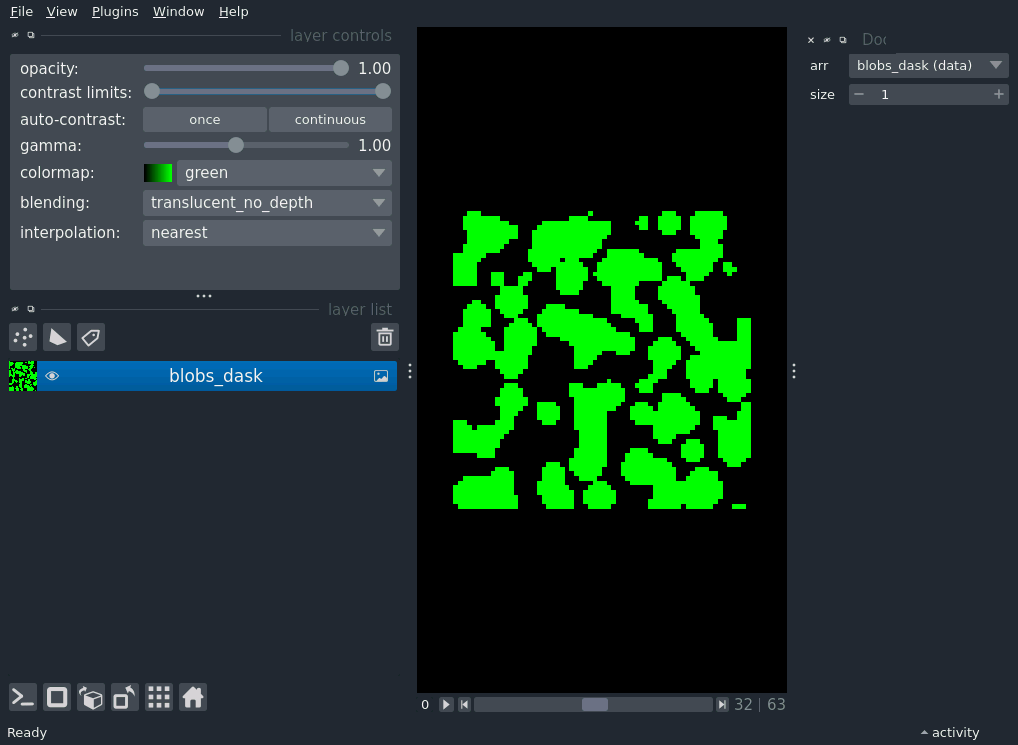 File View Plugins Window Help
layer controls
opacity: 1.00
contrast limits:
auto-contrast: once continuous
gamma: 1.00
colormap: green
blending: translucent_no_depth
interpolation: nearest
layer list
blobs_dask
0 32 | 63
Ready
activity
arr blobs_dask (data)
size 1